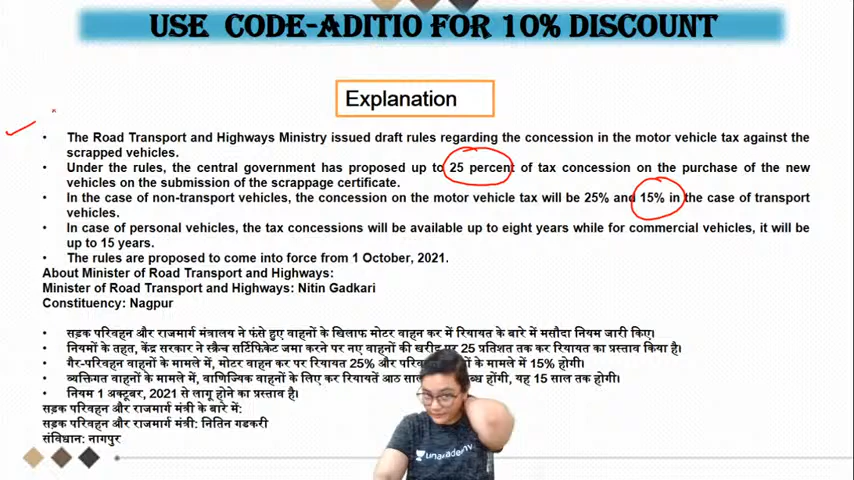 USE CODE-ADITIO FOR 10% DISCOUNT
Explanation
• The Road Transport and Highways Ministry issued draft rules regarding the concession in the motor vehicle tax against the
scrapped vehicles.
• Under the rules, the central government has proposed up to 25 percent of tax concession on the purchase of the new
vehicles on the submission of the scrappage certificate.
• In the case of non-transport vehicles, the concession on the motor vehicle tax will be 25% and 15% in the case of transport
vehicles.
• In case of personal vehicles, the tax concessions will be available up to eight years while for commercial vehicles, it will be
up to 15 years.
• The rules are proposed to come into force from 1 October, 2021.
About Minister of Road Transport and Highways:
Minister of Road Transport and Highways: Nitin Gadkari
Constituency: Nagpur
• सड़क परिवहन और राजमार्ग मंत्रालय ने फंसे हुए वाहनों के खिलाफ मोटर वाहन कर में रियायत के बारे में मसौदा नियम जारी किए।
• नियमों के तहत, केंद्र सरकार ने स्क्रैच सर्टिफिकेट जमा करने पर नए वाहनों की खरीद पर 25 प्रतिशत तक कर रियायत का प्रस्ताव किया है।
• गैर-परिवहन वाहनों के मामले में, मोटर वाहन कर पर रियायत 25% और के मामले में 15% होगी।
• व्यक्तिगत वाहनों के मामले में, वाणिज्यिक वाहनों के लिए कर रियायतें आठ होंगी, यह 15 साल तक होगी।
• नियम 1 अक्टूबर, 2021 से लागू होने का प्रस्ताव है।
सड़क परिवहन और राजमार्ग मंत्री के बारे में:
सड़क परिवहन और राजमार्ग मंत्री: नितिन गडकरी
संविधान: नागपुर
unacademy